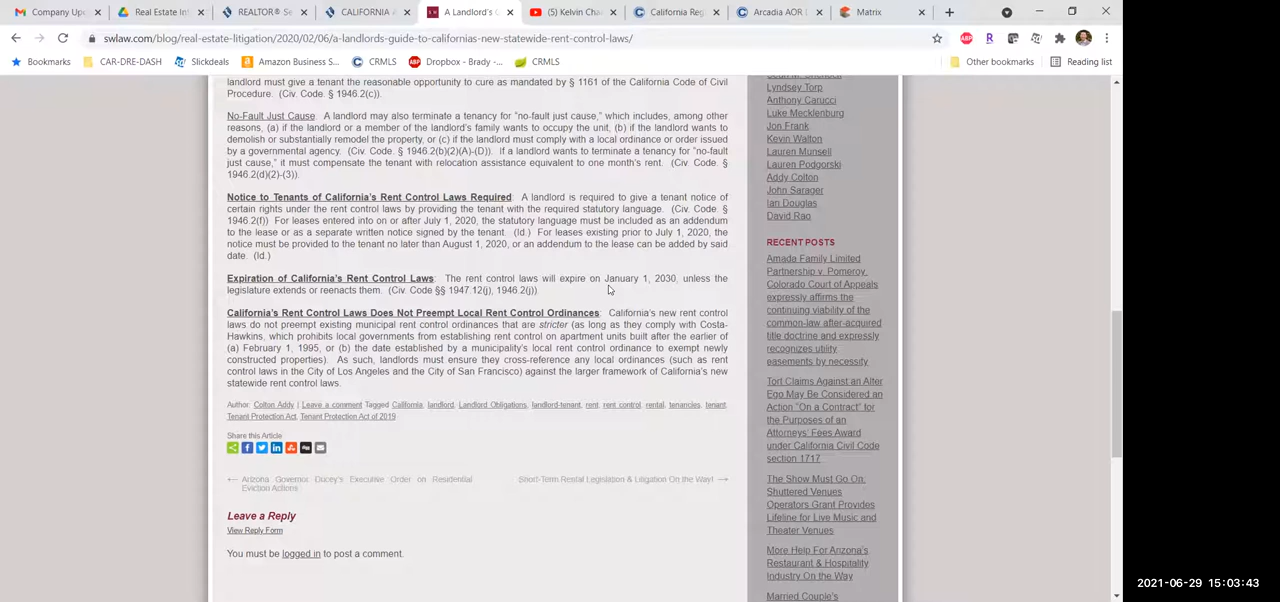 Company Up
Real Estate Int
REALTOR® Se
CALIFORNIA A
A Landlord's G
(5) Kelvin Cha
California Reg
Arcadia AOR
Matrix
swlaw.com/blog/real-estate-litigation/2020/02/06/a-landlords-guide-to-californias-new-statewide-rent-control-laws/
Bookmarks
CAR-DRE-DASH
Slickdeals
Amazon Business S...
CRMLS
Dropbox - Brady -...
CRMLS
Other bookmarks
Reading list
landlord must give a tenant the reasonable opportunity to cure as mandated by § 1161 of the California Code of Civil
Procedure. (Civ. Code. § 1946.2(c)).
No-Fault Just Cause: A landlord may also terminate a tenancy for "no-fault just cause," which includes, among other
reasons, (a) if the landlord or a member of the landlord's family wants to occupy the unit, (b) if the landlord wants to
demolish or substantially remodel the property, or (c) if the landlord must comply with a local ordinance or order issued
by a governmental agency. (Civ. Code. § 1946.2(b)(2)(A)-(D)). If a landlord wants to terminate a tenancy for "no-fault
just cause," it must compensate the tenant with relocation assistance equivalent to one month's rent. (Civ. Code. §
1946.2(d)(2)-(3)).
Notice to Tenants of California's Rent Control Laws Required: A landlord is required to give a tenant notice of
certain rights under the rent control laws by providing the tenant with the required statutory language. (Civ. Code. §
1946.2(f)) For leases entered into on or after July 1, 2020, the statutory language must be included as an addendum
to the lease or as a separate written notice signed by the tenant. (Id.) For leases existing prior to July 1, 2020, the
notice must be provided to the tenant no later than August 1, 2020, or an addendum to the lease can be added by said
date. (Id.)
Expiration of California's Rent Control Laws: The rent control laws will expire on January 1, 2030, unless the
legislature extends or reenacts them. (Civ. Code §§ 1947.12(j), 1946.2(j)).
California's Rent Control Laws Does Not Preempt Local Rent Control Ordinances: California's new rent control
laws do not preempt existing municipal rent control ordinances that are stricter (as long as they comply with Costa-
Hawkins, which prohibits local governments from establishing rent control on apartment units built after the earlier of
(a) February 1, 1995, or (b) the date established by a municipality's local rent control ordinance to exempt newly
constructed properties). As such, landlords must ensure they cross-reference any local ordinances (such as rent
control laws in the City of Los Angeles and the City of San Francisco) against the larger framework of California's new
statewide rent control laws.
Author: Colton Addy | Leave a comment Tagged California, landlord, Landlord Obligations, landlord-tenant, rent, rent control, rental, tenancies, tenant,
Tenant Protection Act, Tenant Protection Act of 2019
Share this Article
← Arizona Governor Ducey's Executive Order on Residential
Eviction Actions
Short-Term Rental Legislation & Litigation On the Way! →
Leave a Reply
View Reply Form
You must be logged in to post a comment.
Lyndsey Torp
Anthony Carucci
Luke Mecklenburg
Jon Frank
Kevin Walton
Lauren Munsell
Lauren Podgorski
Addy Colton
John Sarager
Ian Douglas
David Rao
RECENT POSTS
Amada Family Limited
Partnership v. Pomeroy:
Colorado Court of Appeals
expressly affirms the
continuing viability of the
common-law after-acquired
title doctrine and expressly
recognizes utility
easements by necessity
Tort Claims Against an Alter
Ego May Be Considered an
Action "On a Contract" for
the Purposes of an
Attorneys' Fees Award
under California Civil Code
section 1717
The Show Must Go On:
Shuttered Venues
Operators Grant Provides
Lifeline for Live Music and
Theater Venues
More Help For Arizona's
Restaurant & Hospitality
Industry On the Way
Married Couple's
2021-06-29 15:03:43